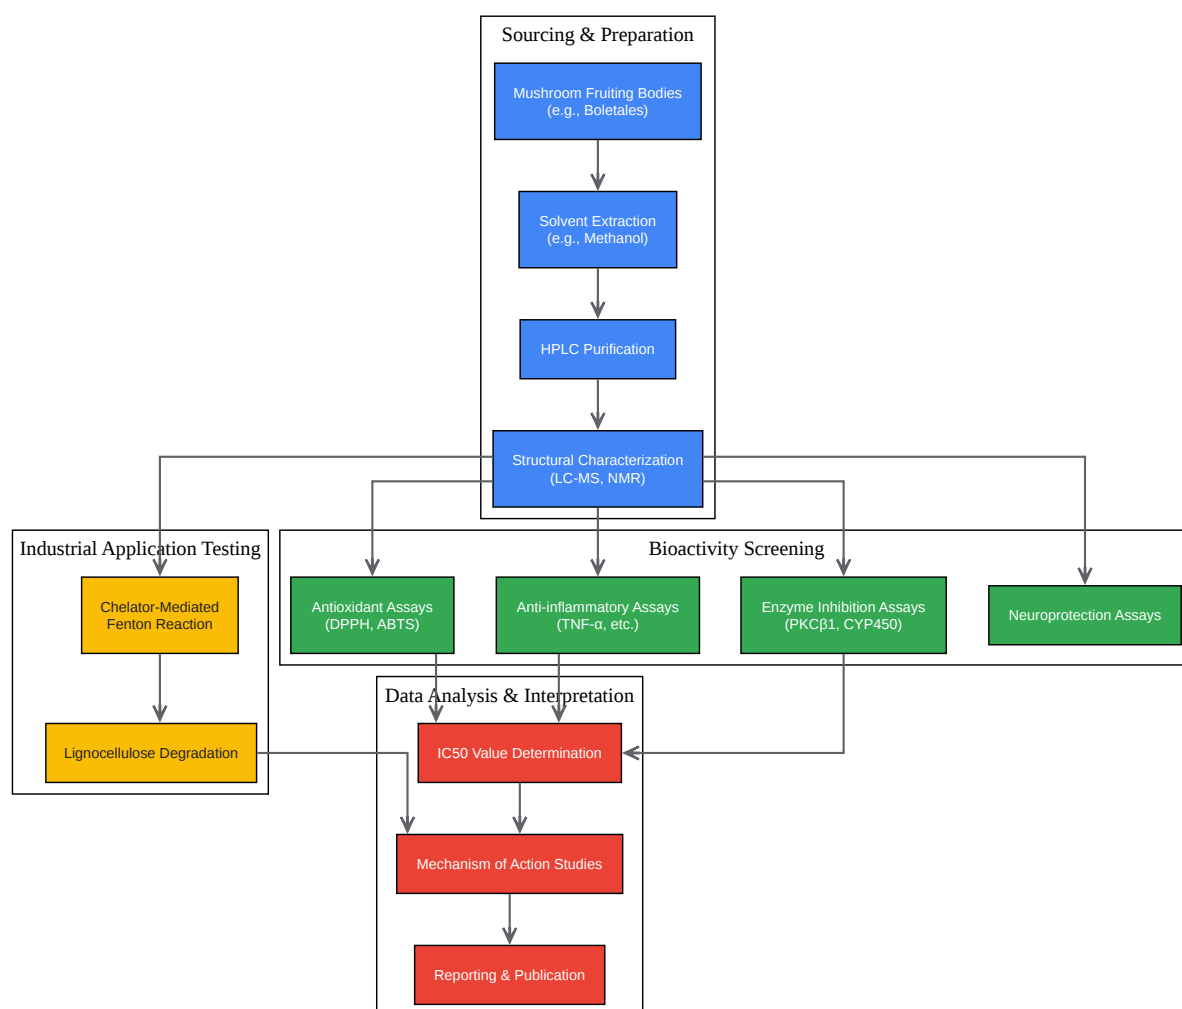 Sourcing & Preparation
Mushroom Fruiting Bodies
(e.g., Boletales)
Solvent Extraction
(e.g., Methanol)
HPLC Purification
Structural Characterization
(LC-MS, NMR)
Industrial Application Testing
Chelator-Mediated
Fenton Reaction
Lignocellulose Degradation
Bioactivity Screening
Antioxidant Assays
(DPPH, ABTS)
Anti-inflammatory Assays
(TNF-α, etc.)
Enzyme Inhibition Assays
(PKCβ1, CYP450)
Neuroprotection Assays
Data Analysis & Interpretation
IC50 Value Determination
Mechanism of Action Studies
Reporting & Publication